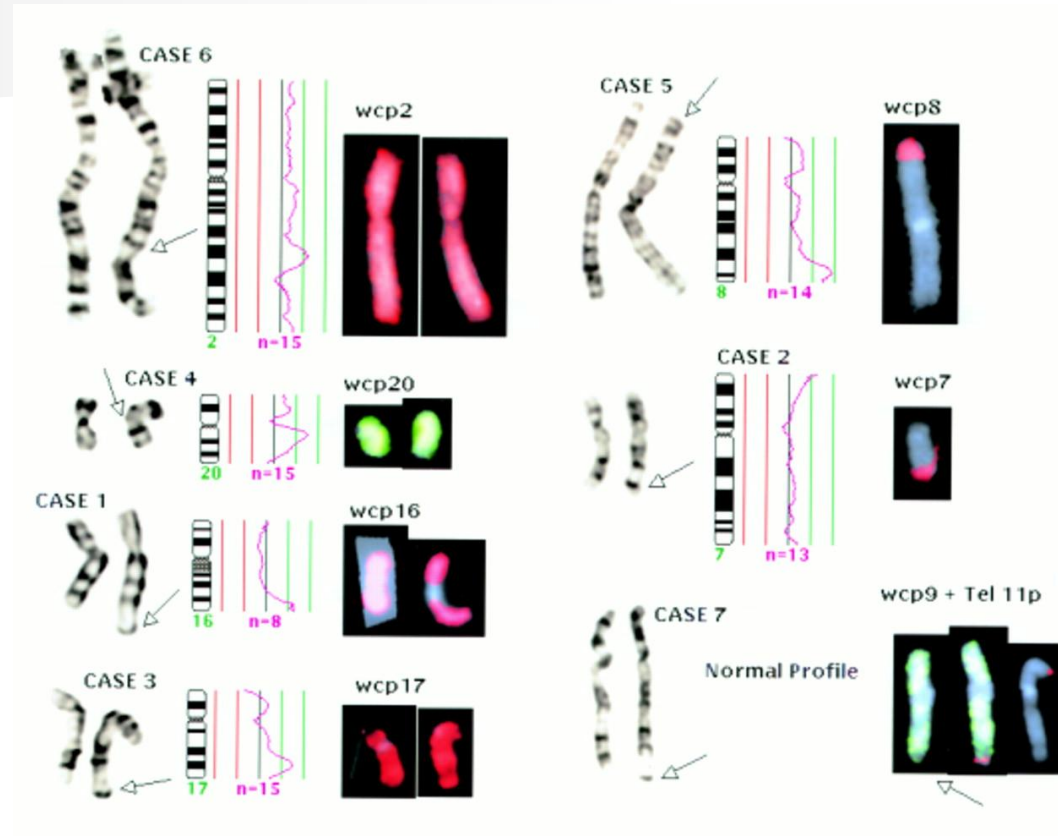 CASE 6
wcp2
2
n=15
CASE 5
wcp8
8
n=14
CASE 4
wcp20
20
n=15
CASE 2
wcp7
7
n=13
CASE 1
wcp16
16
n=8
CASE 3
wcp17
17
n=15
CASE 7
Normal Profile
wcp9 + Tel 11p